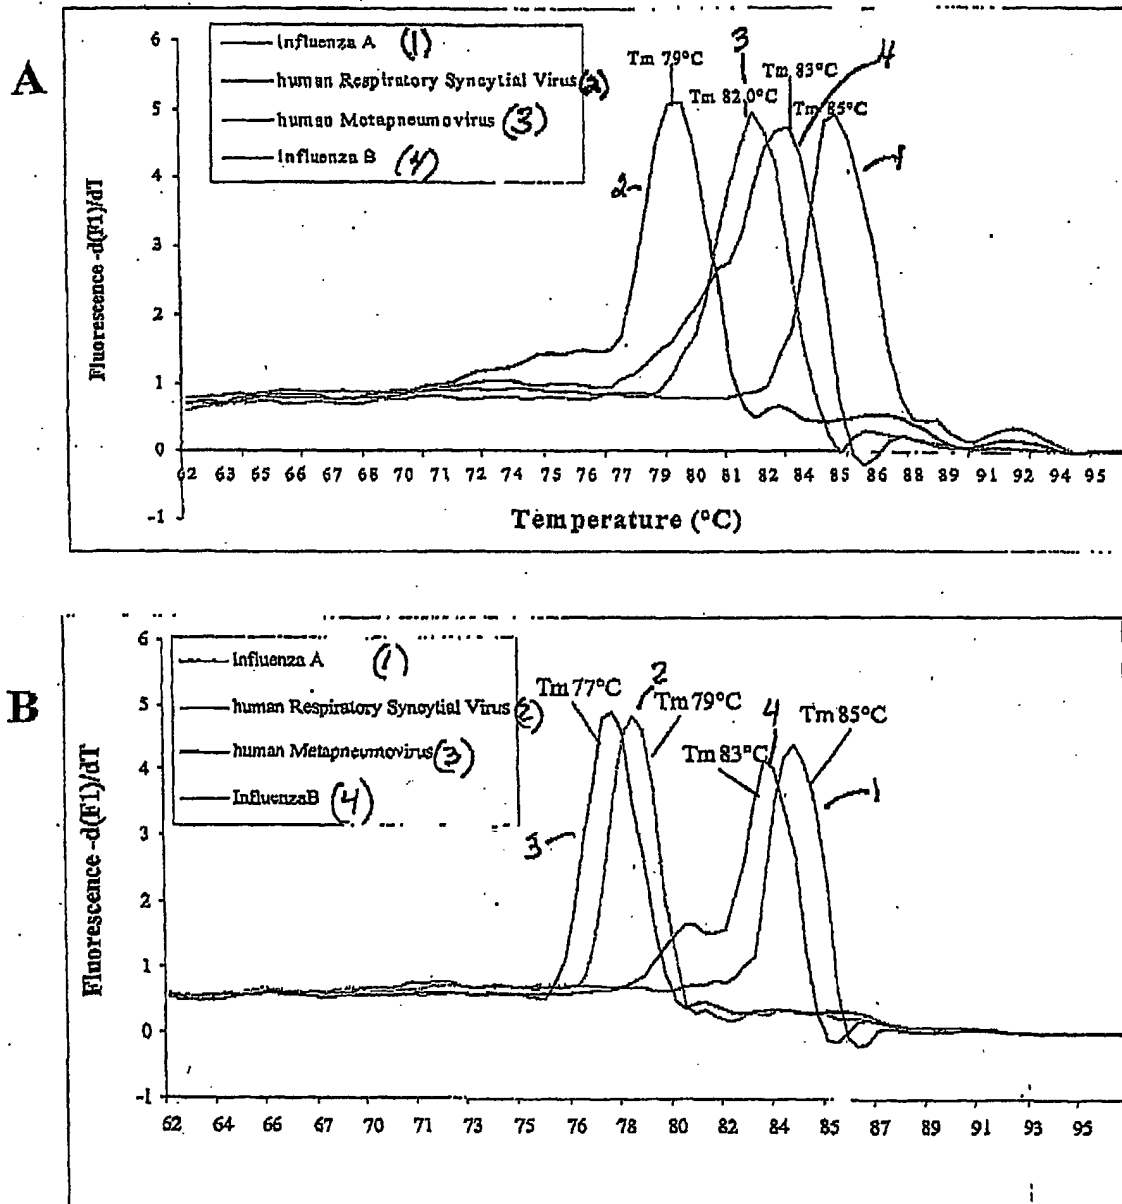 A
6
5
4
3
2
1
0
-1
Fluorescence -d(F1)/dT
Influenza A (1)
human Respiratory Syncytial Virus (2)
human Metapneumovirus (3)
Influenza B (4)
Tm 79°C
3
Tm 82.0°C
Tm 83°C
4
Tm 85°C
2
1
62 63 65 66 67 68 70 71 72 74 75 76 77 79 80 81 82 84 85 86 88 89 91 92 94 95
Temperature (°C)
B
6
5
4
3
2
1
0
-1
Fluorescence -d(F1)/dT
Influenza A (1)
human Respiratory Syncytial Virus (2)
human Metapneumovirus (3)
InfluenzaB (4)
Tm 77°C
2
Tm 79°C
4
Tm 85°C
Tm 83°C
3
1
62 66 67 70 71 73 75 76 78 80 82 84 85 87 89 91 93 95